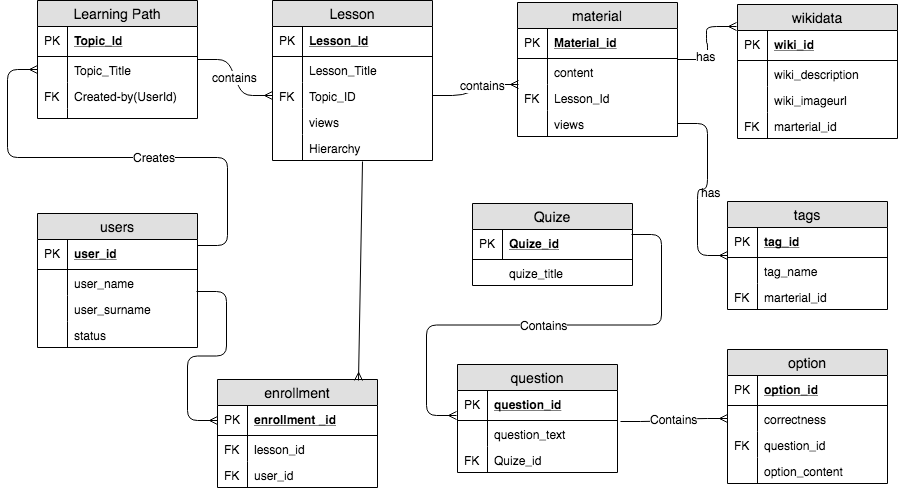 Learning Path
PK Topic_Id
Topic_Title
FK Created-by(UserId)
contains
Lesson
PK Lesson_Id
Lesson_Title
FK Topic_ID
views
Hierarchy
contains
material
PK Material_id
content
FK Lesson_Id
views
has
wikidata
PK wiki_id
wiki_description
wiki_imageurl
FK marterial_id
Creates
has
users
PK user_id
user_name
user_surname
status
Quize
PK Quize_id
quize_title
tags
PK tag_id
tag_name
FK marterial_id
Contains
enrollment
PK enrollment _id
FK lesson_id
FK user_id
question
PK question_id
question_text
FK Quize_id
Contains
option
PK option_id
correctness
FK question_id
option_content